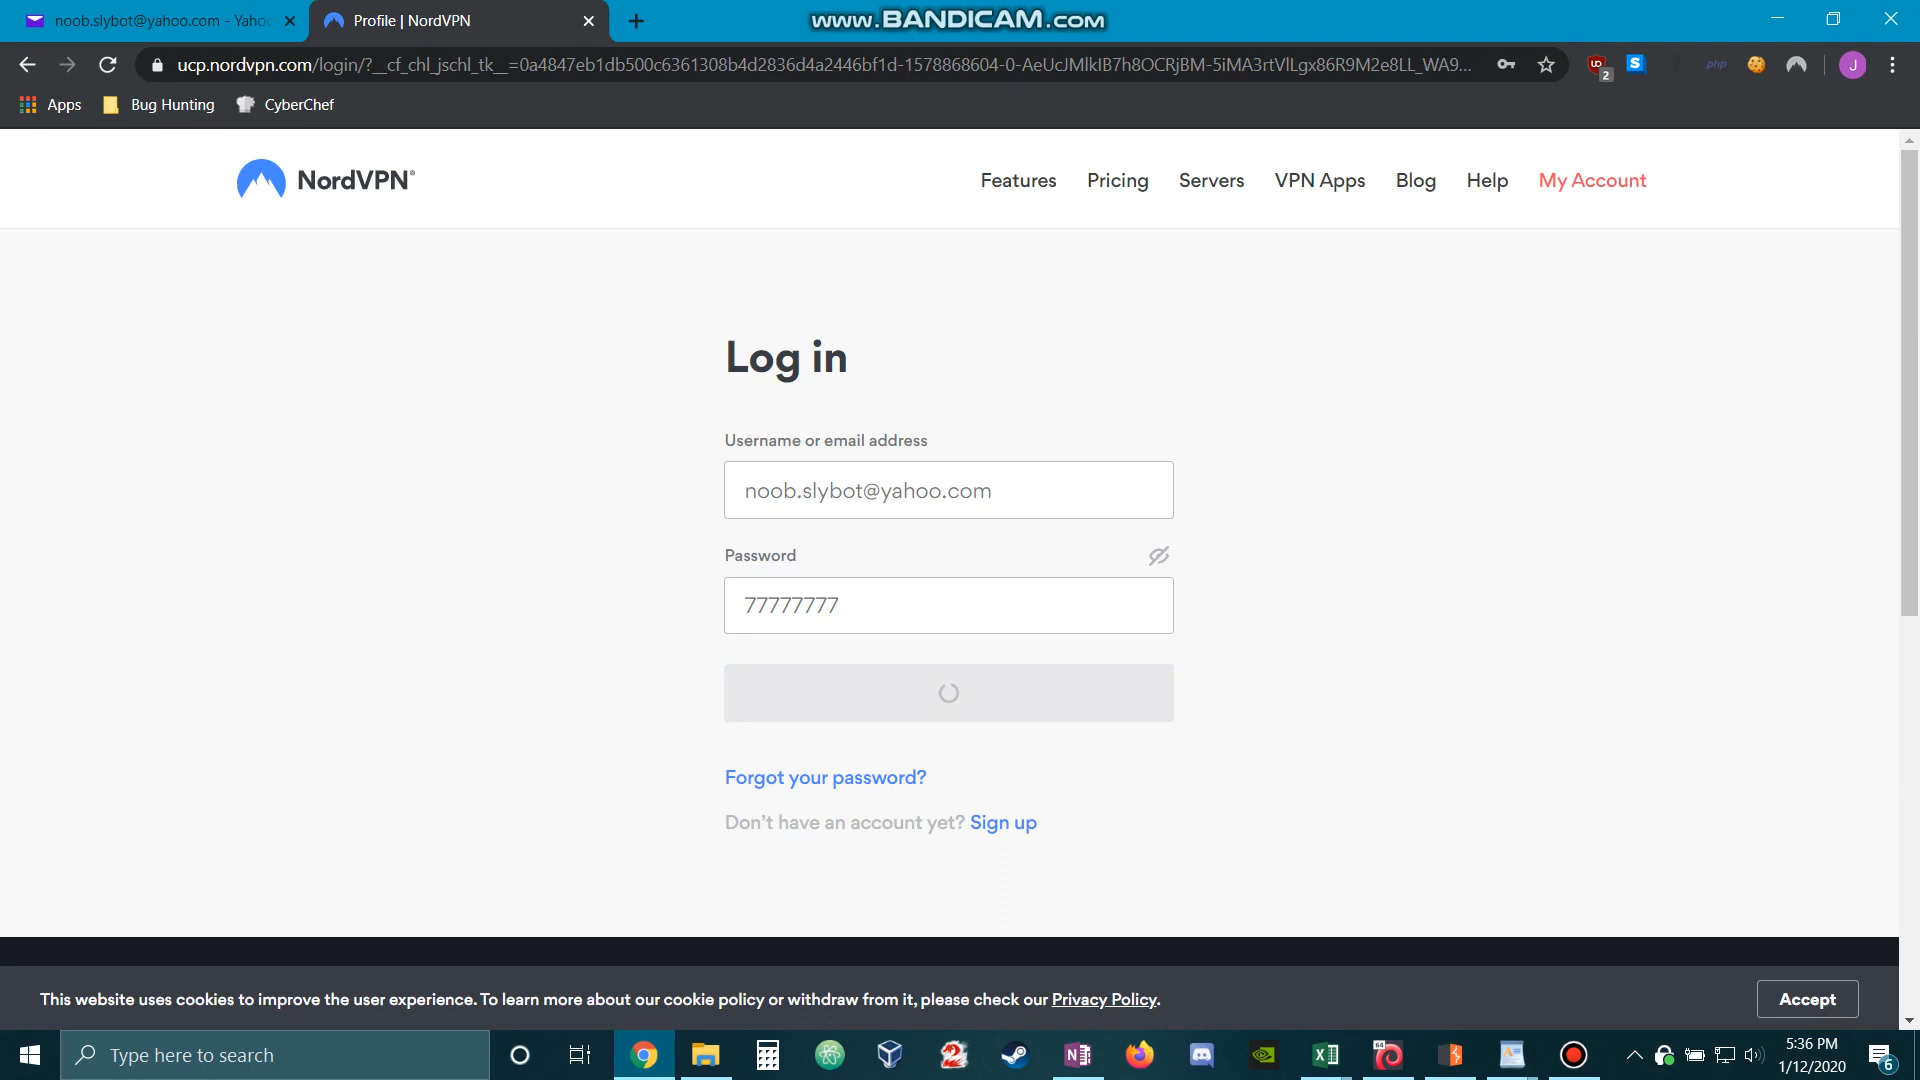 noob.slybot@yahoo.com - Yaho
Profile | NordVPN
www.BANDICAM.com
ucp.nordvpn.com/login/?__cf_chl_jschl_tk__=0a4847eb1db500c6361308b4d2836d4a2446bf1d-1578868604-0-AeUcJMlkIB7h8OCRjBM-5iMA3rtVlLgx86R9M2e8LL_WA9...
2
S
php
J
Apps
Bug Hunting
CyberChef
NordVPN®
Features
Pricing
Servers
VPN Apps
Blog
Help
My Account
Log in
Username or email address
noob.slybot@yahoo.com
Password
77777777
Forgot your password?
Don't have an account yet? Sign up
This website uses cookies to improve the user experience. To learn more about our cookie policy or withdraw from it, please check our Privacy Policy.
Accept
Type here to search
5:36 PM
1/12/2020
6